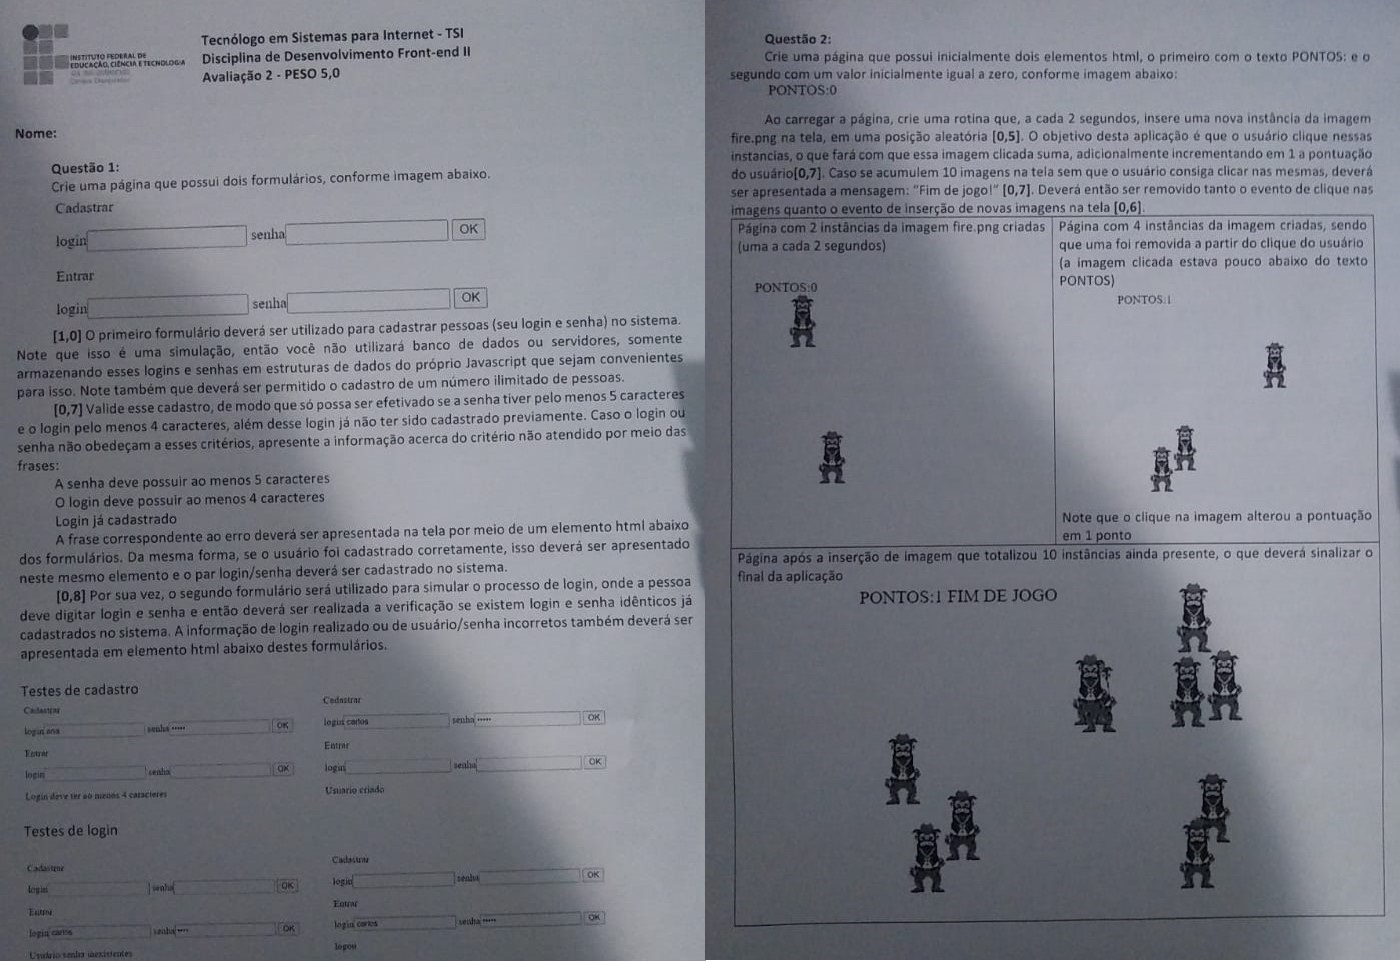 INSTITUTO FEDERAL DE
EDUCAÇÃO, CIÊNCIA E TECNOLOGIA
Tecnólogo em Sistemas para Internet - TSI
Disciplina de Desenvolvimento Front-end II
Avaliação 2 - PESO 5,0
Nome:
Questão 1:
Crie uma página que possui dois formulários, conforme imagem abaixo.
Cadastrar
login senha OK
Entrar
login senha OK
[1,0] O primeiro formulário deverá ser utilizado para cadastrar pessoas (seu login e senha) no sistema.
Note que isso é uma simulação, então você não utilizará banco de dados ou servidores, somente
armazenando esses logins e senhas em estruturas de dados do próprio Javascript que sejam convenientes
para isso. Note também que deverá ser permitido o cadastro de um número ilimitado de pessoas.
[0,7] Valide esse cadastro, de modo que só possa ser efetivado se a senha tiver pelo menos 5 caracteres
e o login pelo menos 4 caracteres, além desse login já não ter sido cadastrado previamente. Caso o login ou
senha não obedeçam a esses critérios, apresente a informação acerca do critério não atendido por meio das
frases:
A senha deve possuir ao menos 5 caracteres
O login deve possuir ao menos 4 caracteres
Login já cadastrado
A frase correspondente ao erro deverá ser apresentada na tela por meio de um elemento html abaixo
dos formulários. Da mesma forma, se o usuário foi cadastrado corretamente, isso deverá ser apresentado
neste mesmo elemento e o par login/senha deverá ser cadastrado no sistema.
[0,8] Por sua vez, o segundo formulário será utilizado para simular o processo de login, onde a pessoa
deve digitar login e senha e então deverá ser realizada a verificação se existem login e senha idênticos já
cadastrados no sistema. A informação de login realizado ou de usuário/senha incorretos também deverá ser
apresentada em elemento html abaixo destes formulários.
Testes de cadastro
Cadastrar
login ana senha ••••• OK
Entrar
login senha OK
Login deve ter ao menos 4 caracteres
Cadastrar
login carlos senha ••••• OK
Entrar
login senha OK
Usuario criado
Testes de login
Cadastrar
login senha OK
Entrar
login carlos senha •••• OK
Usuário senha inexistentes
Cadastrar
login senha OK
Entrar
login carlos senha ••••• OK
logou
Questão 2:
Crie uma página que possui inicialmente dois elementos html, o primeiro com o texto PONTOS: e o
segundo com um valor inicialmente igual a zero, conforme imagem abaixo:
PONTOS:0
Ao carregar a página, crie uma rotina que, a cada 2 segundos, insere uma nova instância da imagem
fire.png na tela, em uma posição aleatória [0,5]. O objetivo desta aplicação é que o usuário clique nessas
instancias, o que fará com que essa imagem clicada suma, adicionalmente incrementando em 1 a pontuação
do usuário[0,7]. Caso se acumulem 10 imagens na tela sem que o usuário consiga clicar nas mesmas, deverá
ser apresentada a mensagem: "Fim de jogo!" [0,7]. Deverá então ser removido tanto o evento de clique nas
imagens quanto o evento de inserção de novas imagens na tela [0,6].
Página com 2 instâncias da imagem fire.png criadas
(uma a cada 2 segundos)
PONTOS:0
Página com 4 instâncias da imagem criadas, sendo
que uma foi removida a partir do clique do usuário
(a imagem clicada estava pouco abaixo do texto
PONTOS)
PONTOS:1
Note que o clique na imagem alterou a pontuação
em 1 ponto
Página após a inserção de imagem que totalizou 10 instâncias ainda presente, o que deverá sinalizar o
final da aplicação
PONTOS:1 FIM DE JOGO